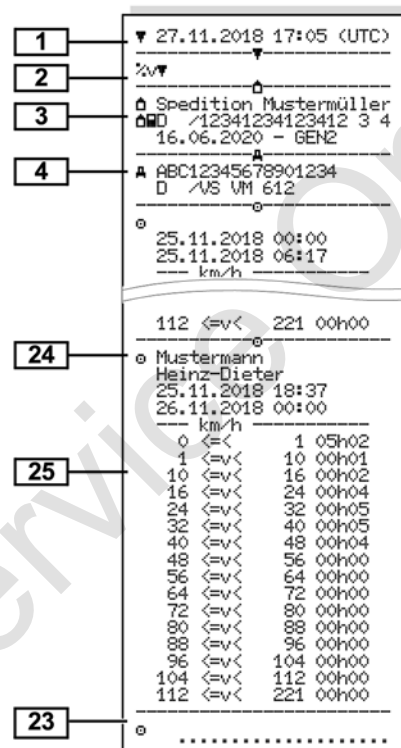 1 ▼ 27.11.2018 17:05 (UTC)
2 %v▼
3 Spedition Mustermüller
D /12341234123412 3 4
16.06.2020 - GEN2
4 A ABC12345678901234
D /VS VM 612
25.11.2018 00:00
25.11.2018 06:17
--- km/h ---
112 <=v< 221 00h00
24 Mustermann
Heinz-Dieter
25.11.2018 18:37
26.11.2018 00:00
--- km/h ---
0 <=< 1 05h02
1 <=v< 10 00h01
25 10 <=v< 16 00h02
16 <=v< 24 00h04
24 <=v< 32 00h05
32 <=v< 40 00h05
40 <=v< 48 00h04
48 <=v< 56 00h00
56 <=v< 64 00h00
64 <=v< 72 00h00
72 <=v< 80 00h00
80 <=v< 88 00h00
88 <=v< 96 00h00
96 <=v< 104 00h00
104 <=v< 112 00h00
112 <=v< 221 00h00
23 ..................
ervice o